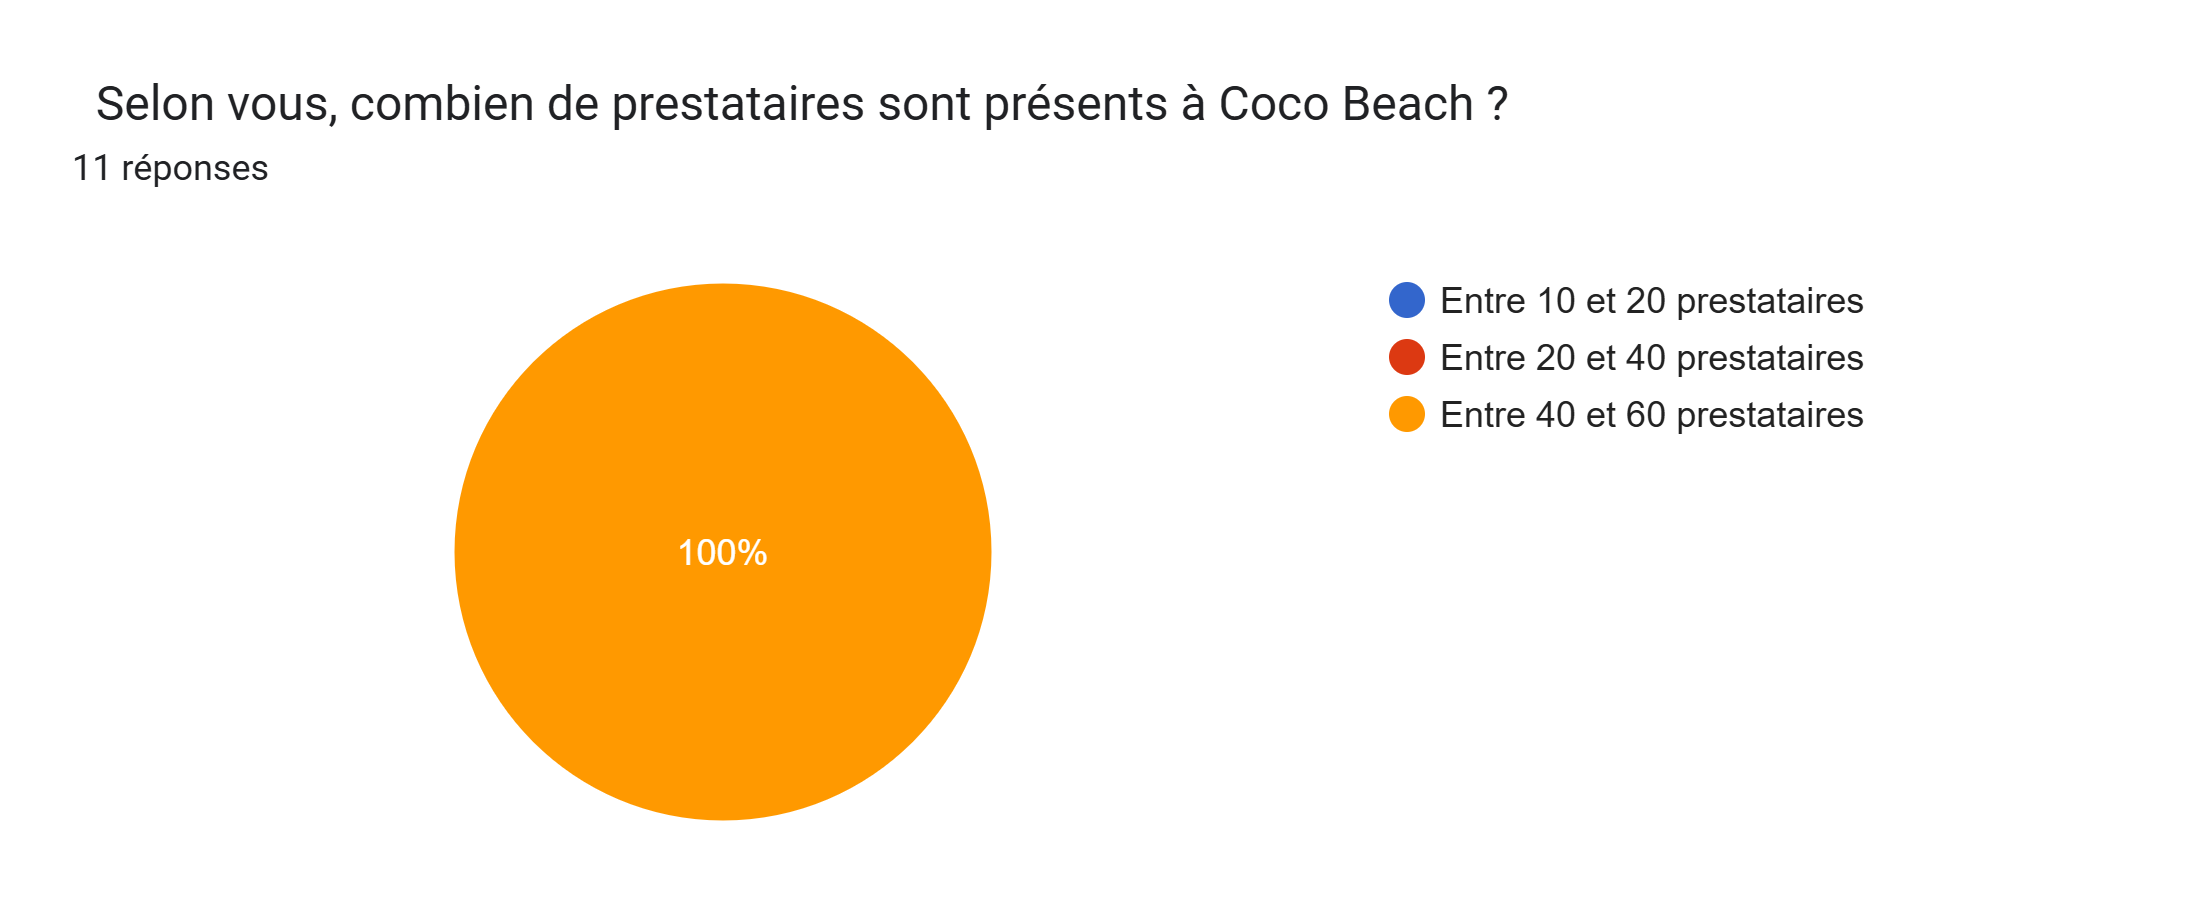 Selon vous, combien de prestataires sont présents à Coco Beach ?
11 réponses
Entre 10 et 20 prestataires
Entre 20 et 40 prestataires
Entre 40 et 60 prestataires
100%